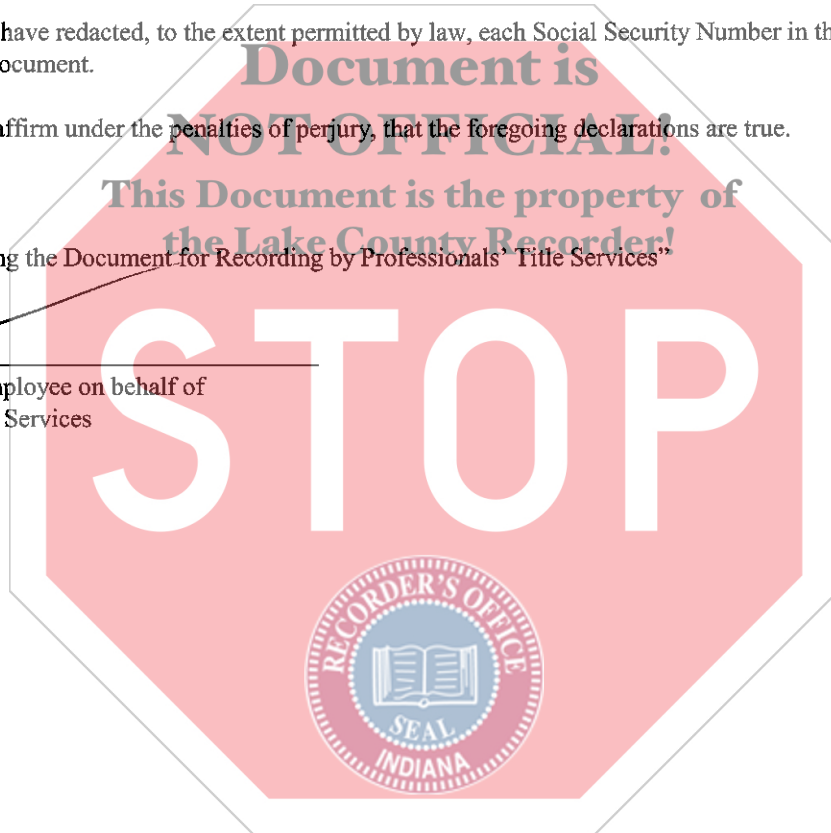 have redacted, to the extent permitted by law, each Social Security Number in th
ocument.
Document is
affirm under the penalties of perjury, that the foregoing declarations are true.
NOT OFFICIAL!
This Document is the property of
the Lake County Recorder!
ng the Document for Recording by Professionals’ Title Services”
STOP
ployee on behalf of
Services
RECORDER'S OFFICE
SEAL
INDIANA